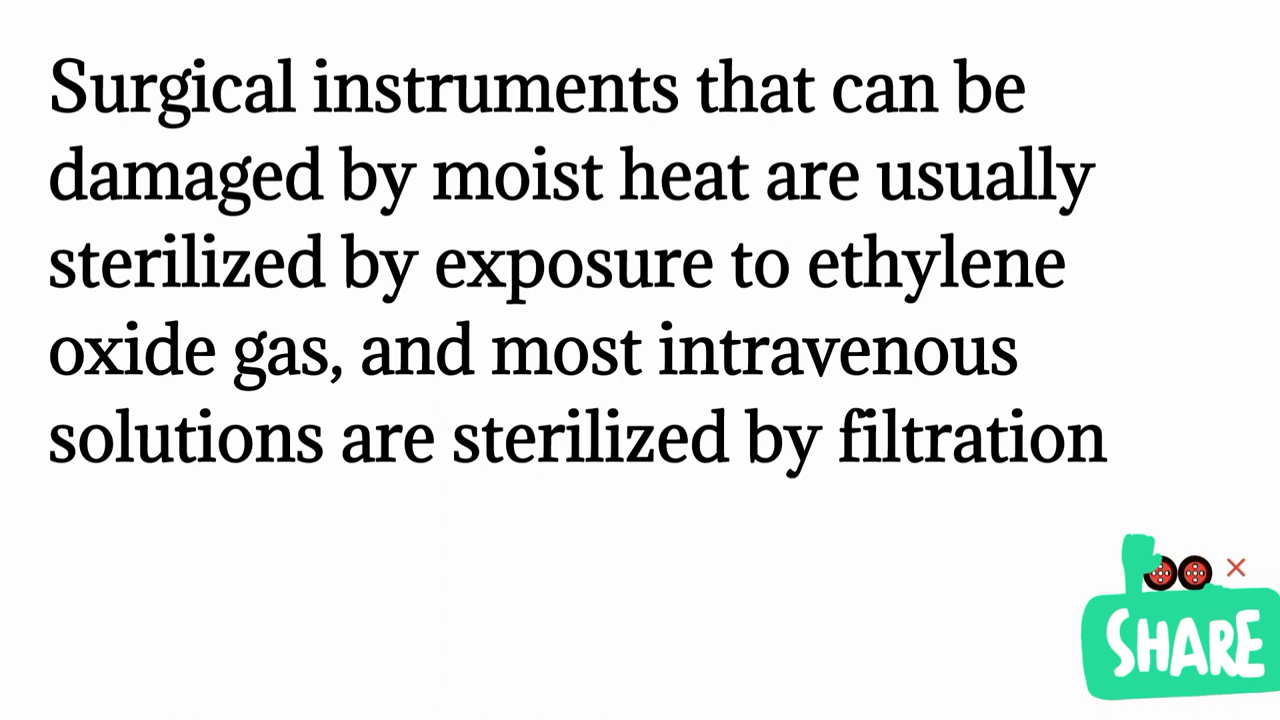 Surgical instruments that can be
damaged by moist heat are usually
sterilized by exposure to ethylene
oxide gas, and most intravenous
solutions are sterilized by filtration
SHARE